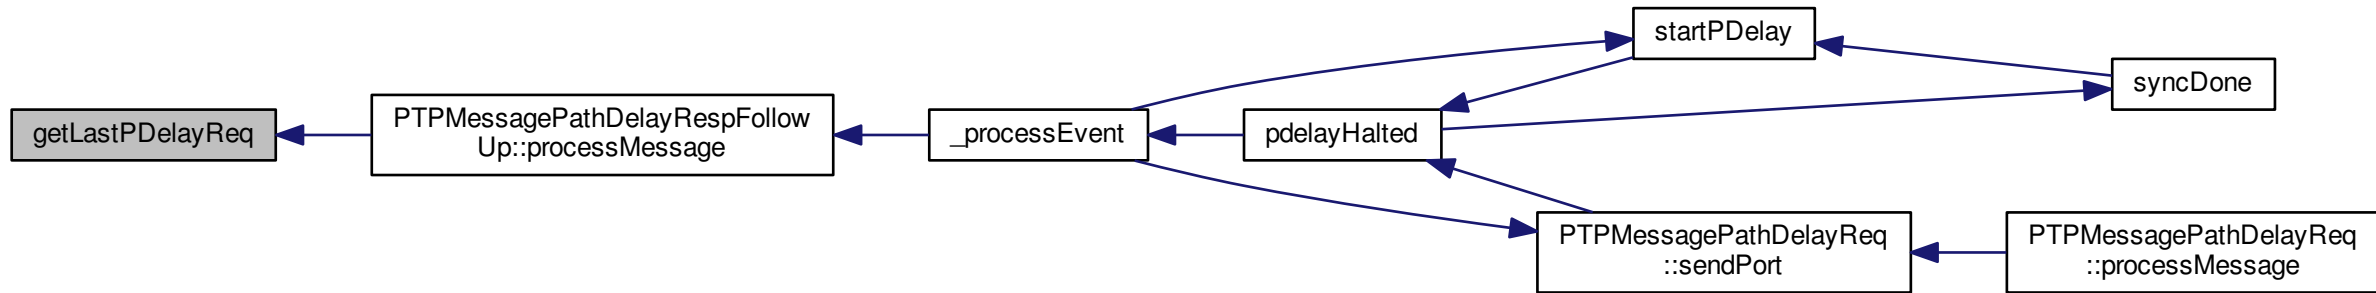 getLastPDelayReq
PTPMessagePathDelayRespFollow
Up::processMessage
_processEvent
pdelayHalted
startPDelay
syncDone
PTPMessagePathDelayReq
::sendPort
PTPMessagePathDelayReq
::processMessage